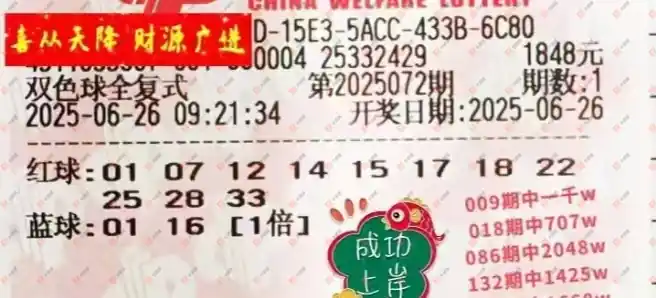 CHINA WELFARE LOTTERY
喜从天降 财源广进
D-15E3-5ACC-433B-6C80
0004 25332429 1848元
双色球全复式 第2025072期 期数:1
2025-06-26 09:21:34 开奖日期:2025-06-26
红球: 01 07 12 14 15 17 18 22
25 28 33
蓝球: 01 16 [1倍]
009期中一千w
018期中707w
086期中2048w
132期中1425w
成功
上岸